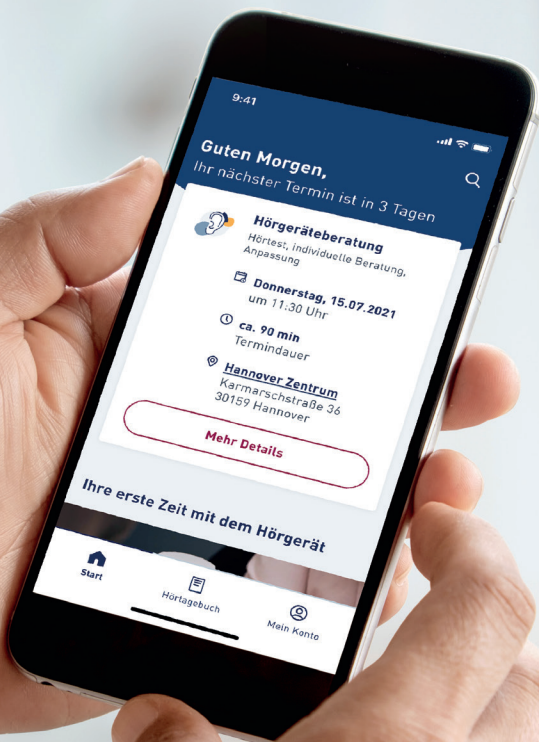 9:41
Guten Morgen,
Ihr nächster Termin ist in 3 Tagen
Hörgeräteberatung
Hörtest, individuelle Beratung,
Anpassung
Donnerstag, 15.07.2021
um 11:30 Uhr
ca. 90 min
Termindauer
Hannover Zentrum
Karmarschstraße 36
30159 Hannover
Mehr Details
Ihre erste Zeit mit dem Hörgerät
Start
Hörtagebuch
Mein Konto